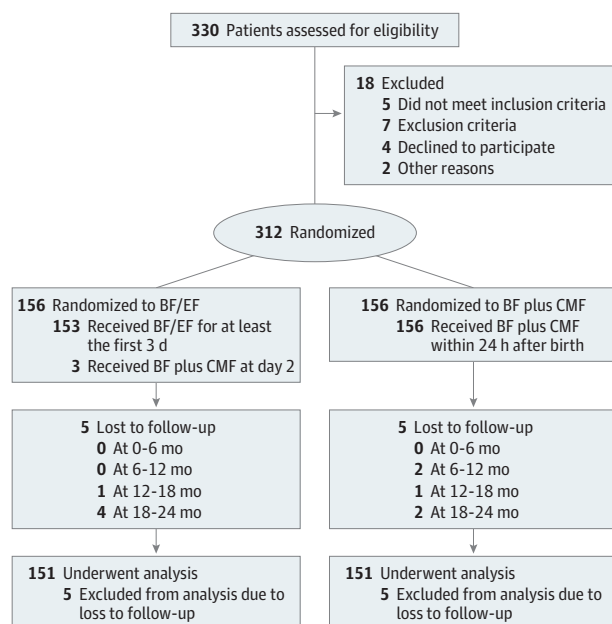 330 Patients assessed for eligibility
18 Excluded
5 Did not meet inclusion criteria
7 Exclusion criteria
4 Declined to participate
2 Other reasons
312 Randomized
156 Randomized to BF/EF
153 Received BF/EF for at least
the first 3 d
3 Received BF plus CMF at day 2
156 Randomized to BF plus CMF
156 Received BF plus CMF
within 24 h after birth
5 Lost to follow-up
0 At 0-6 mo
0 At 6-12 mo
1 At 12-18 mo
4 At 18-24 mo
5 Lost to follow-up
0 At 0-6 mo
2 At 6-12 mo
1 At 12-18 mo
2 At 18-24 mo
151 Underwent analysis
5 Excluded from analysis due to
loss to follow-up
151 Underwent analysis
5 Excluded from analysis due to
loss to follow-up